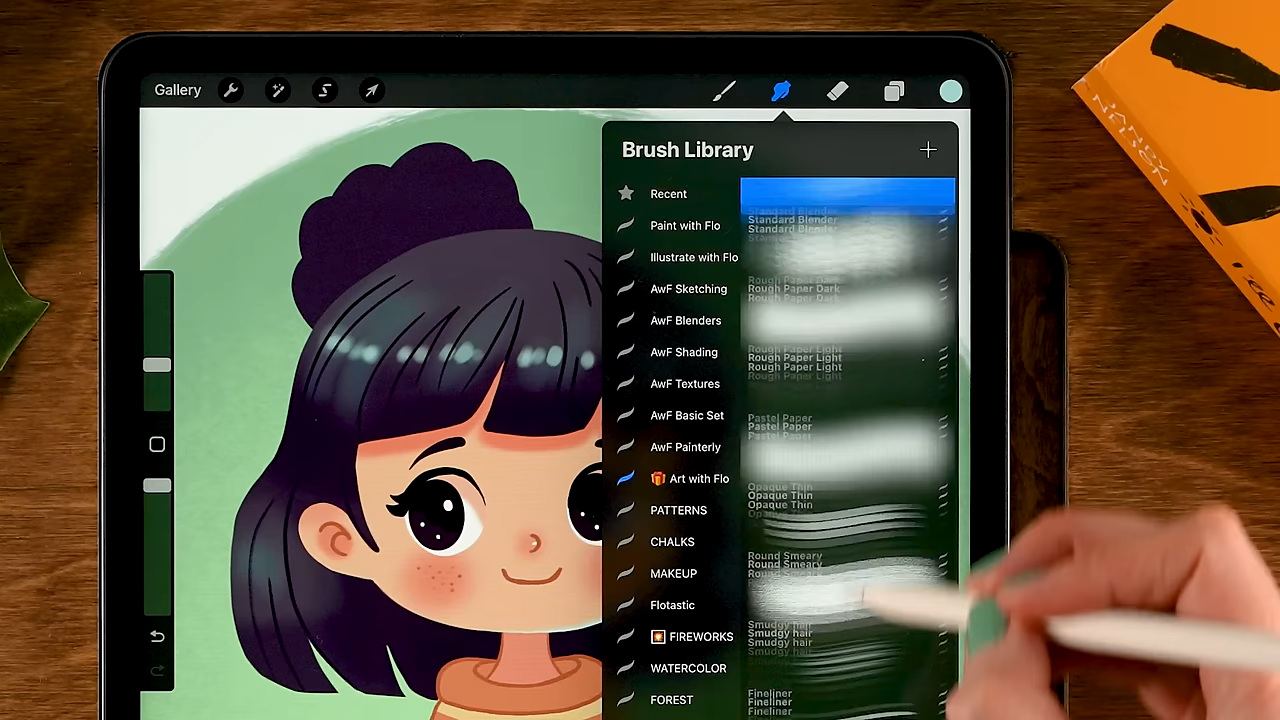 Gallery
Brush Library
Recent
Paint with Flo
Illustrate with Flo
AwF Sketching
AwF Blenders
AwF Shading
AwF Textures
AwF Basic Set
AwF Painterly
Art with Flo
PATTERNS
CHALKS
MAKEUP
Flotastic
FIREWORKS
WATERCOLOR
FOREST
Standard Blender
Rough Paper Dark
Rough Paper Light
Pastel Paper
Opaque Thin
Round Smeary
Smudgy hair
Fineliner
JANDY
NELSON